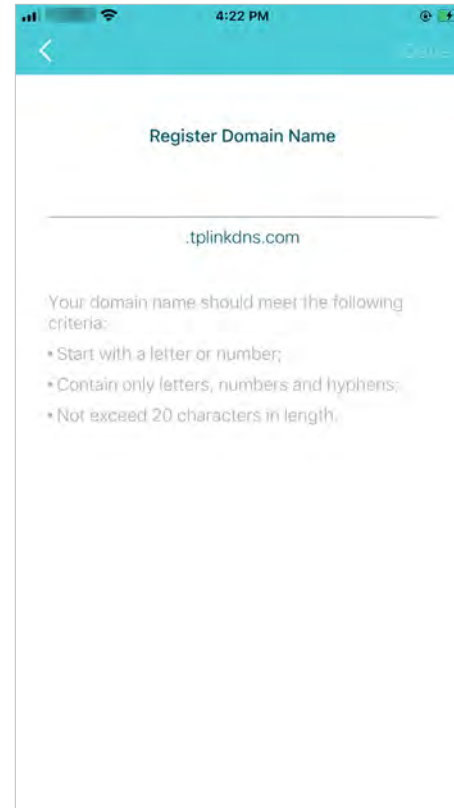 4:22 PM
Register Domain Name
.tplinkdns.com
Your domain name should meet the following
criteria:
• Start with a letter or number;
• Contain only letters, numbers and hyphens;
• Not exceed 20 characters in length.